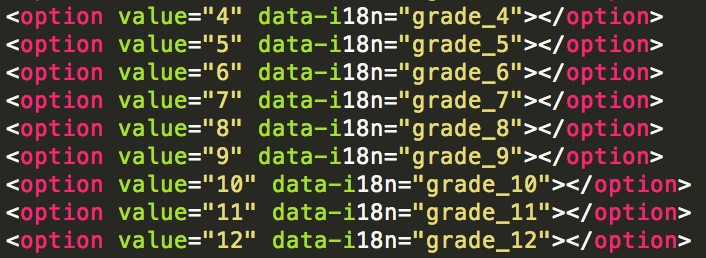 <option value="4" data-i18n="grade_4"></option>
<option value="5" data-i18n="grade_5"></option>
<option value="6" data-i18n="grade_6"></option>
<option value="7" data-i18n="grade_7"></option>
<option value="8" data-i18n="grade_8"></option>
<option value="9" data-i18n="grade_9"></option>
<option value="10" data-i18n="grade_10"></option>
<option value="11" data-i18n="grade_11"></option>
<option value="12" data-i18n="grade_12"></option>